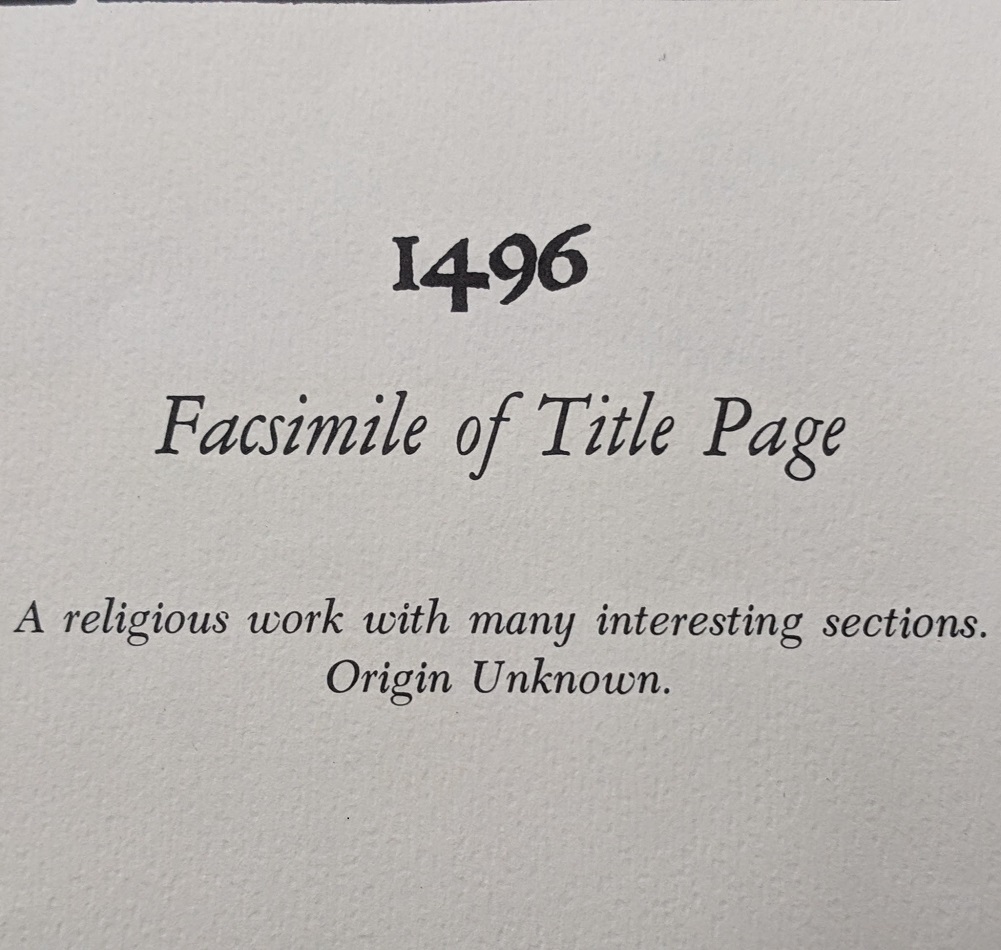 1496
Facsimile of Title Page
A religious work with many interesting sections.
Origin Unknown.